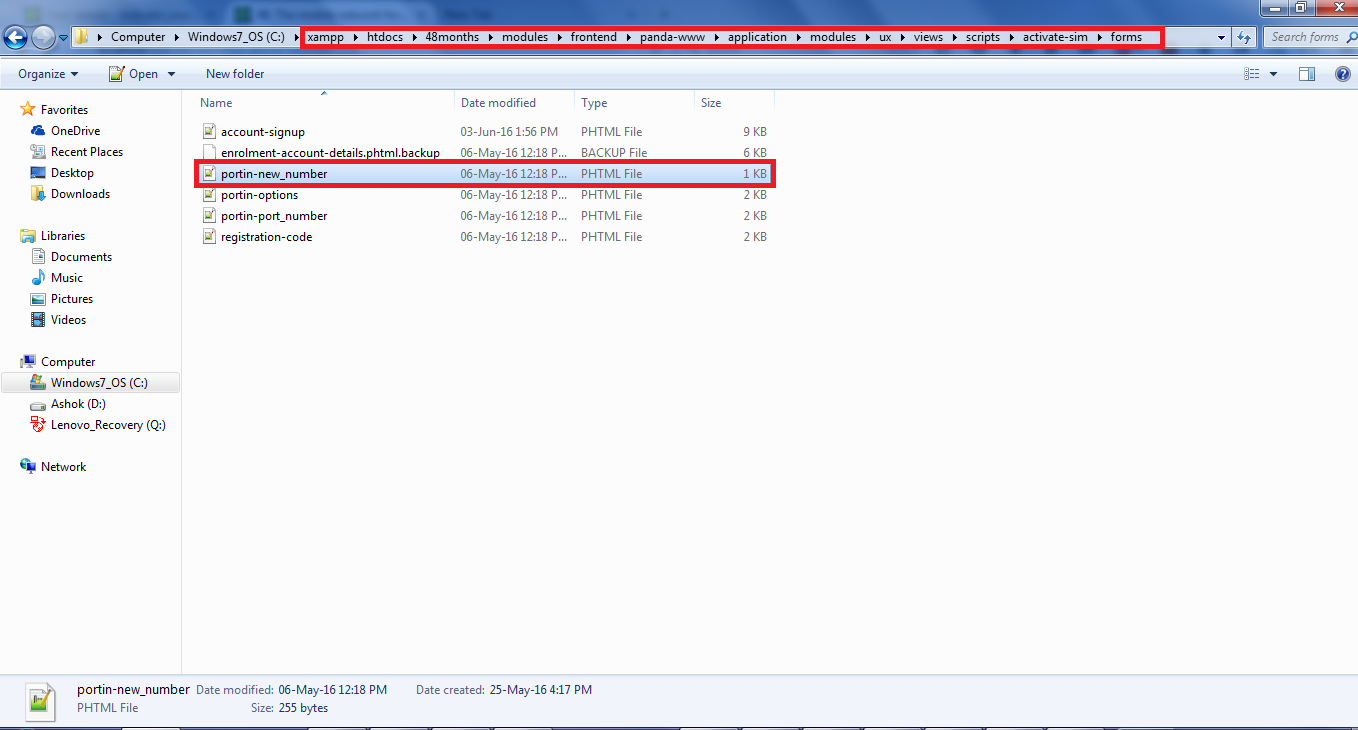 Computer Windows7_OS (C:) xampp htdocs 48months modules frontend panda-www application modules ux views scripts activate-sim forms Search forms
Organize Open New folder
Name Date modified Type Size
Favorites
OneDrive
Recent Places
Desktop
Downloads
Libraries
Documents
Music
Pictures
Videos
Computer
Windows7_OS (C:)
Ashok (D:)
Lenovo_Recovery (Q:)
Network
account-signup 03-Jun-16 1:56 PM PHTML File 9 KB
enrolment-account-details.phtml.backup 06-May-16 12:18 P... BACKUP File 6 KB
portin-new_number 06-May-16 12:18 P... PHTML File 1 KB
portin-options 06-May-16 12:18 P... PHTML File 2 KB
portin-port_number 06-May-16 12:18 P... PHTML File 2 KB
registration-code 06-May-16 12:18 P... PHTML File 2 KB
portin-new_number Date modified: 06-May-16 12:18 PM Date created: 25-May-16 4:17 PM
PHTML File Size: 255 bytes